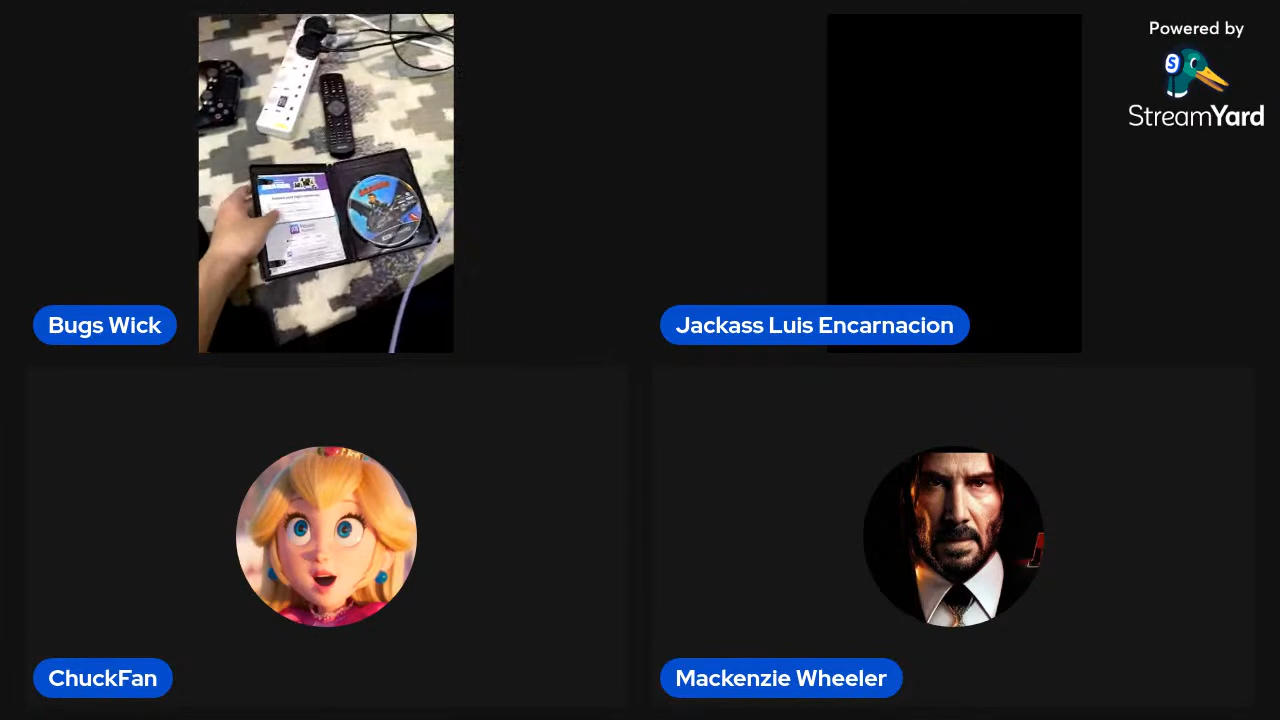 Powered by
StreamYard
Bugs Wick
Jackass Luis Encarnacion
ChuckFan
Mackenzie Wheeler